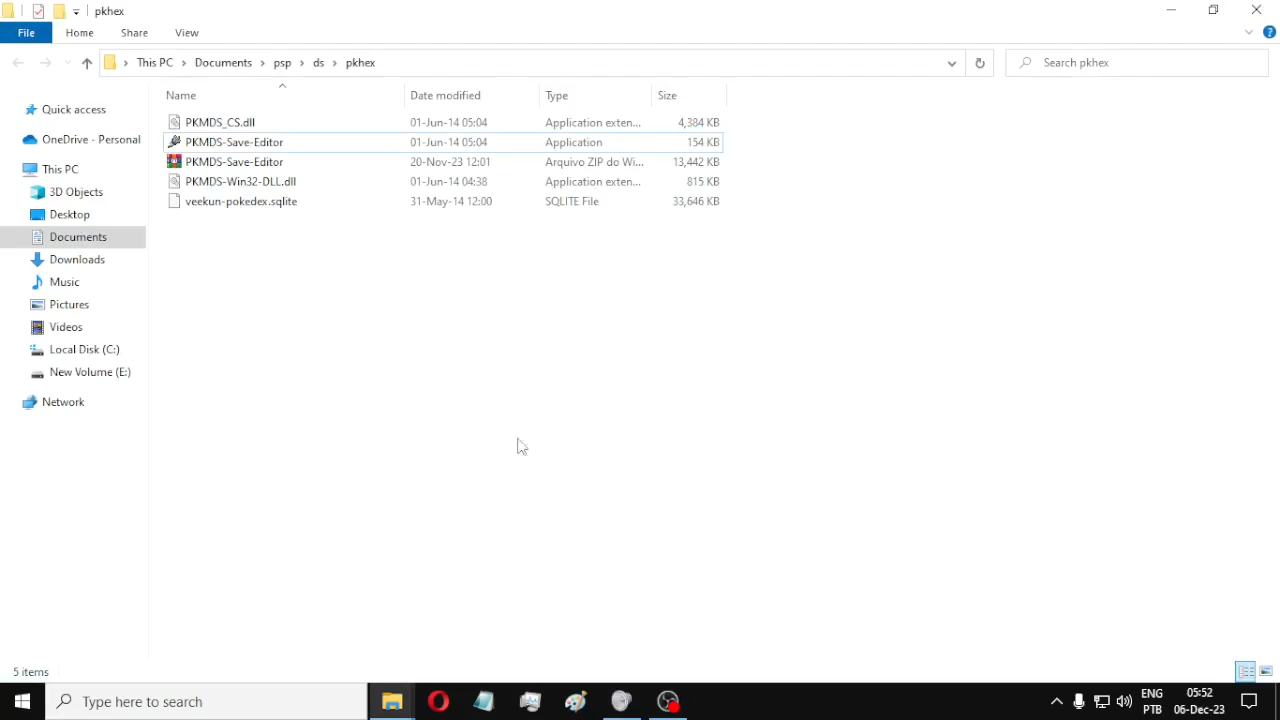 pkhex
File Home Share View
This PC Documents psp ds pkhex
Search pkhex
Name Date modified Type Size
PKMDS_CS.dll 01-Jun-14 05:04 Application exten... 4,384 KB
PKMDS-Save-Editor 01-Jun-14 05:04 Application 154 KB
PKMDS-Save-Editor 20-Nov-23 12:01 Arquivo ZIP do Wi... 13,442 KB
PKMDS-Win32-DLL.dll 01-Jun-14 04:38 Application exten... 815 KB
veekun-pokedex.sqlite 31-May-14 12:00 SQLITE File 33,646 KB
Quick access
OneDrive - Personal
This PC
3D Objects
Desktop
Documents
Downloads
Music
Pictures
Videos
Local Disk (C:)
New Volume (E:)
Network
5 items
Type here to search
ENG 05:52
PTB 06-Dec-23